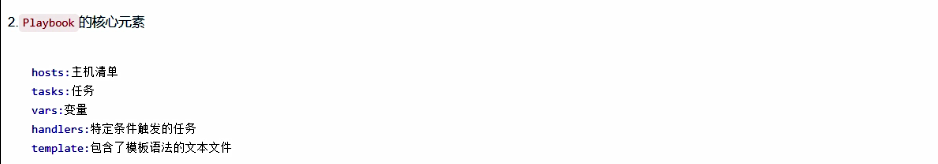 2.Playbook的核心元素
hosts:主机清单
tasks:任务
vars:变量
handlers:特定条件触发的任务
template:包含了模板语法的文本文件